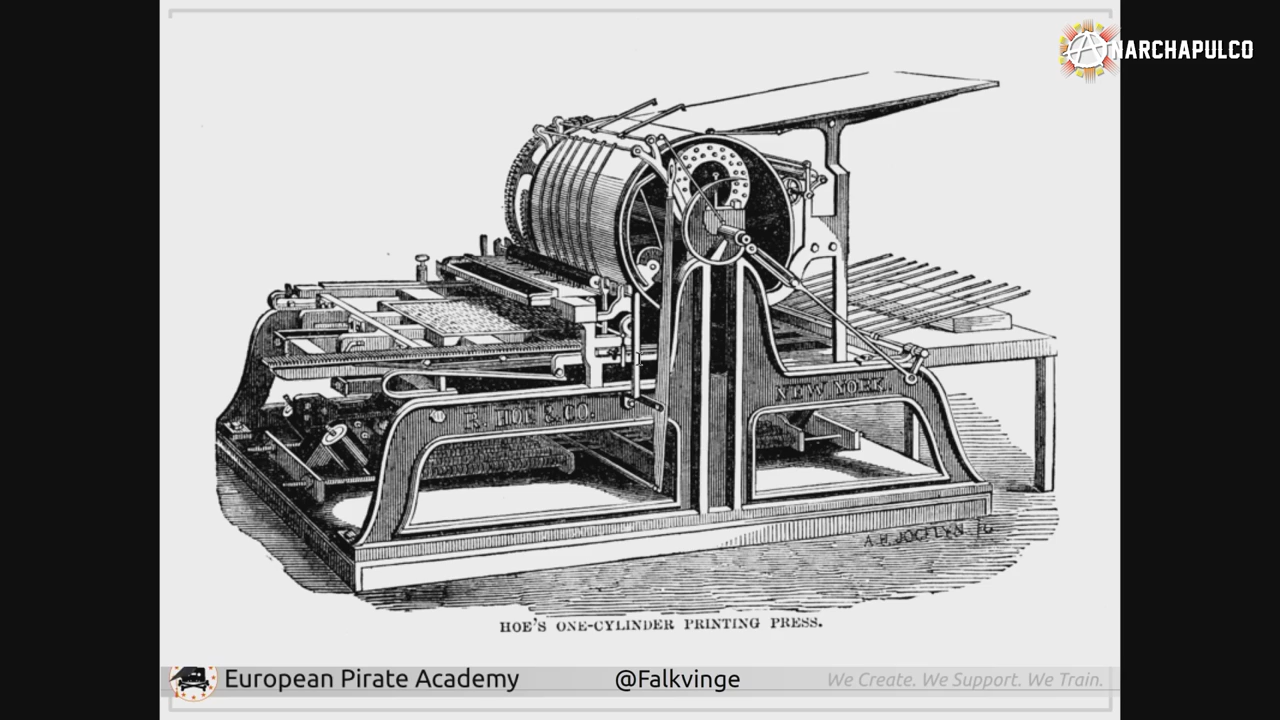 ANARCHAPULCO
R. HOE & CO.
NEW YORK.
A.H. JOCELYN
HOE'S ONE-CYLINDER PRINTING PRESS.
European Pirate Academy
@Falkvinge
We Create. We Support. We Train.